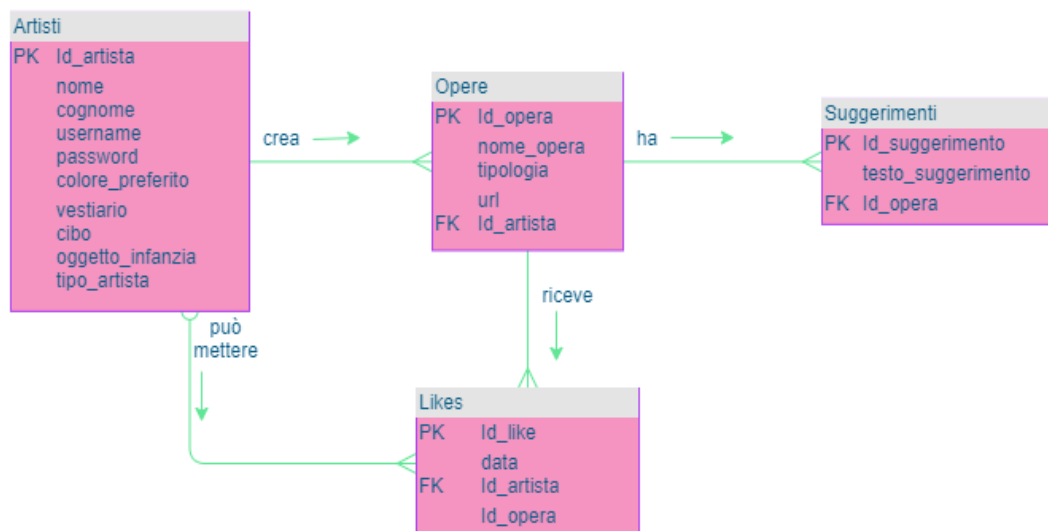 Artisti
PK Id_artista
nome
cognome
username
password
colore_preferito
vestiario
cibo
oggetto_infanzia
tipo_artista
crea
Opere
PK Id_opera
nome_opera
tipologia
url
FK Id_artista
ha
Suggerimenti
PK Id_suggerimento
testo_suggerimento
FK Id_opera
può
mettere
riceve
Likes
PK Id_like
data
FK Id_artista
Id_opera